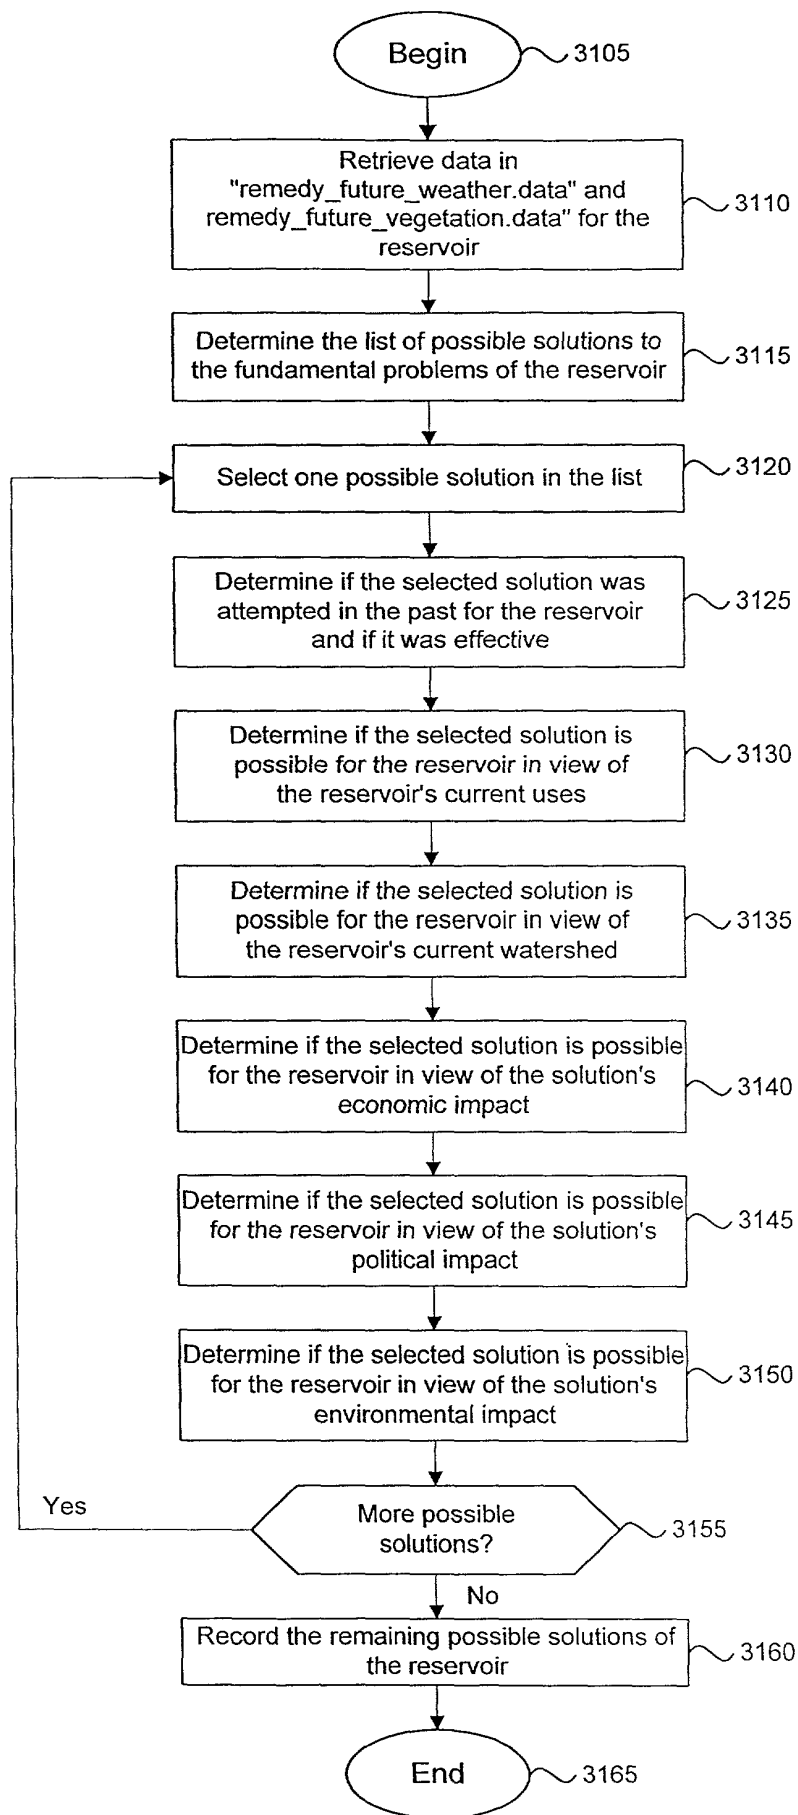 Begin
3105
Retrieve data in
"remedy_future_weather.data" and
remedy_future_vegetation.data" for the
reservoir
3110
Determine the list of possible solutions to
the fundamental problems of the reservoir
3115
Select one possible solution in the list
3120
Determine if the selected solution was
attempted in the past for the reservoir
and if it was effective
3125
Determine if the selected solution is
possible for the reservoir in view of
the reservoir's current uses
3130
Determine if the selected solution is
possible for the reservoir in view of
the reservoir's current watershed
3135
Determine if the selected solution is possible
for the reservoir in view of the solution's
economic impact
3140
Determine if the selected solution is possible
for the reservoir in view of the solution's
political impact
3145
Determine if the selected solution is possible
for the reservoir in view of the solution's
environmental impact
3150
Yes
More possible
solutions?
3155
No
Record the remaining possible solutions of
the reservoir
3160
End
3165